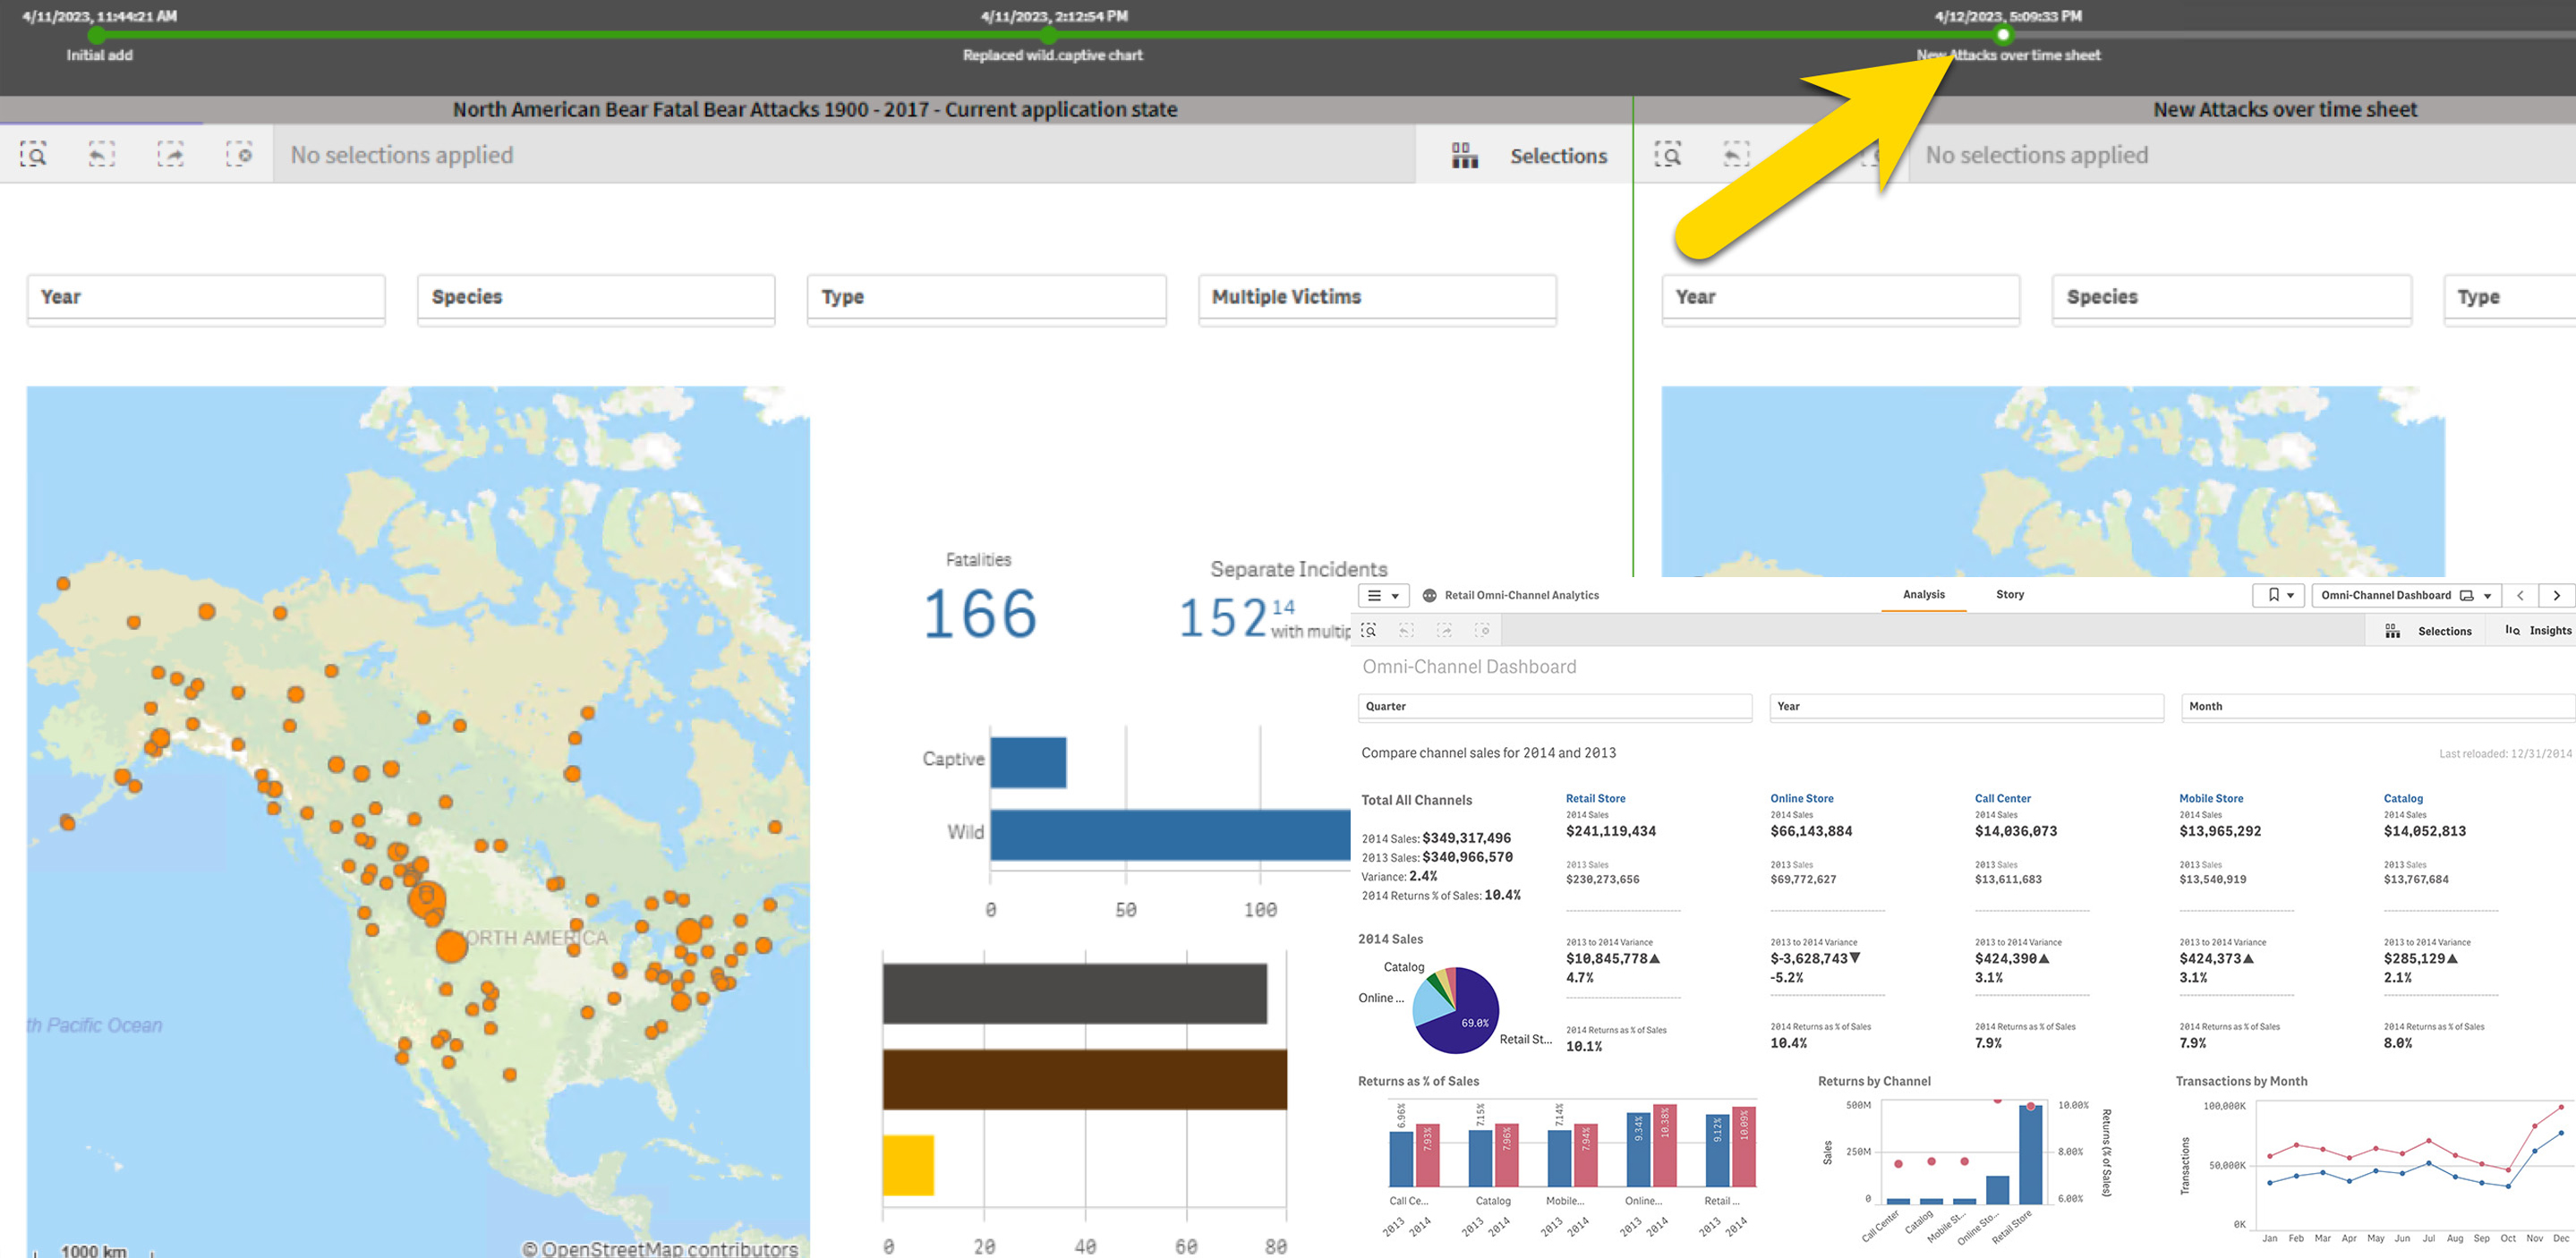 4/11/2023, 11:44:21 AM
4/11/2023, 2:12:54 PM
4/12/2023, 5:09:33 PM
Initial add
Replaced wild.captive chart
New Attacks over time sheet
North American Bear Fatal Bear Attacks 1900 - 2017 - Current application state
New Attacks over time sheet
No selections applied
Selections
No selections applied
Year
Species
Type
Multiple Victims
Year
Species
Type
Fatalities
166
Separate Incidents
152
14
with multip
Captive
Wild
0
50
100
0
20
40
60
80
NORTH AMERICA
th Pacific Ocean
1000 km
© OpenStreetMap contributors
Retail Omni-Channel Analytics
Analysis
Story
Omni-Channel Dashboard
Selections
Insights
Omni-Channel Dashboard
Quarter
Year
Month
Compare channel sales for 2014 and 2013
Last reloaded: 12/31/2014
Total All Channels
2014 Sales: $349,317,496
2013 Sales: $340,966,570
Variance: 2.4%
2014 Returns % of Sales: 10.4%
Retail Store
2014 Sales
$241,119,434
2013 Sales
$230,273,656
2013 to 2014 Variance
$10,845,778▲
4.7%
2014 Returns as % of Sales
10.1%
Online Store
2014 Sales
$66,143,884
2013 Sales
$69,772,627
2013 to 2014 Variance
$-3,628,743▼
-5.2%
2014 Returns as % of Sales
10.4%
Call Center
2014 Sales
$14,036,073
2013 Sales
$13,611,683
2013 to 2014 Variance
$424,390▲
3.1%
2014 Returns as % of Sales
7.9%
Mobile Store
2014 Sales
$13,965,292
2013 Sales
$13,540,919
2013 to 2014 Variance
$424,373▲
3.1%
2014 Returns as % of Sales
7.9%
Catalog
2014 Sales
$14,052,813
2013 Sales
$13,767,684
2013 to 2014 Variance
$285,129▲
2.1%
2014 Returns as % of Sales
8.0%
2014 Sales
Catalog
Online ...
69.0%
Retail St...
Returns as % of Sales
6.96%
7.93%
7.15%
7.96%
7.14%
7.94%
9.34%
10.38%
9.12%
10.09%
Call Ce...
Catalog
Mobile...
Online...
Retail ...
2013
2014
2013
2014
2013
2014
2013
2014
2013
2014
Returns by Channel
500M
250M
0
Sales
10.00%
8.00%
6.00%
Returns (% of Sales)
Call Center
Catalog
Mobile St...
Online Sto...
Retail Store
Transactions by Month
100,000K
50,000K
0K
Transactions
Jan
Feb
Mar
Apr
May
Jun
Jul
Aug
Sep
Oct
Nov
Dec